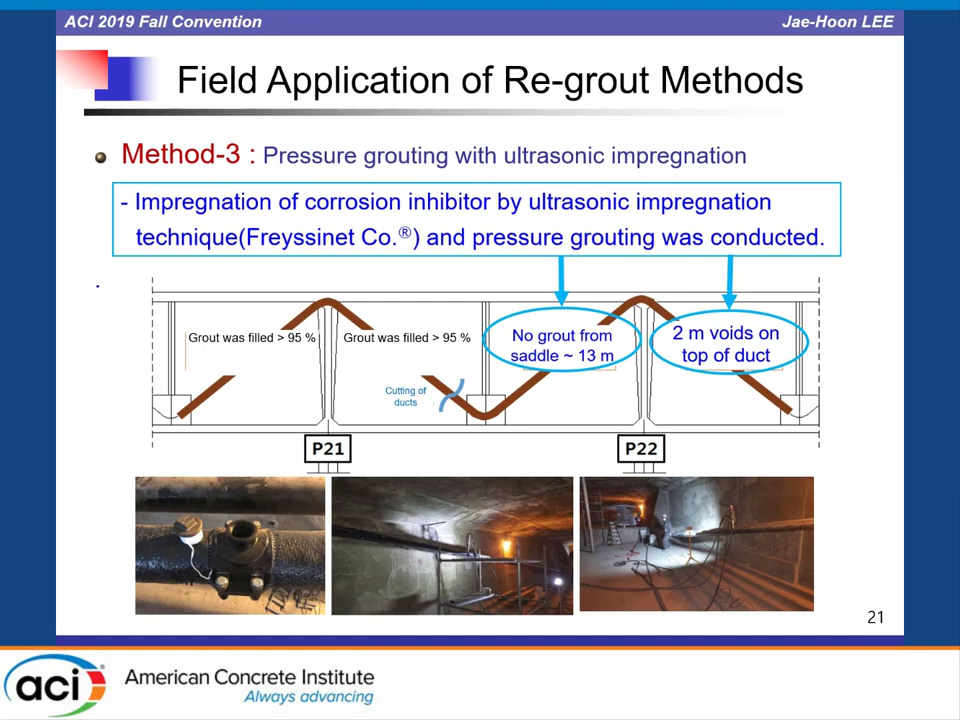 ACI 2019 Fall Convention
Jae-Hoon LEE
Field Application of Re-grout Methods
Method-3 : Pressure grouting with ultrasonic impregnation
- Impregnation of corrosion inhibitor by ultrasonic impregnation
technique(Freyssinet Co.®) and pressure grouting was conducted.
.
Grout was filled > 95 %
Grout was filled > 95 %
No grout from
saddle ~ 13 m
2 m voids on
top of duct
Cutting of
ducts
P21
P22
21
aci
American Concrete Institute
Always advancing